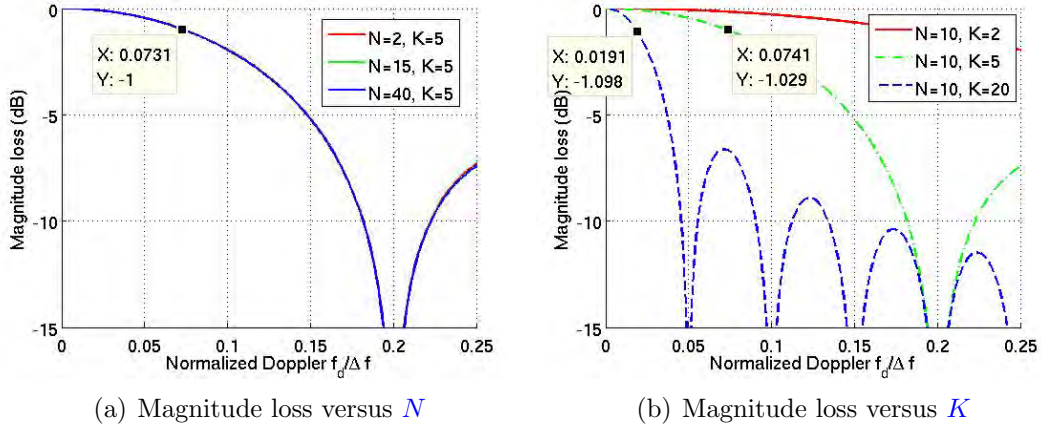 0
-5
-10
-15
Magnitude loss (dB)
X: 0.0731
Y: -1
N=2, K=5
N=15, K=5
N=40, K=5
0 0.05 0.1 0.15 0.2 0.25
Normalized Doppler f_d/Δ f
(a) Magnitude loss versus N
0
-5
-10
-15
Magnitude loss (dB)
X: 0.0191
Y: -1.098
X: 0.0741
Y: -1.029
N=10, K=2
N=10, K=5
N=10, K=20
0 0.05 0.1 0.15 0.2 0.25
Normalized Doppler f_d/Δ f
(b) Magnitude loss versus K